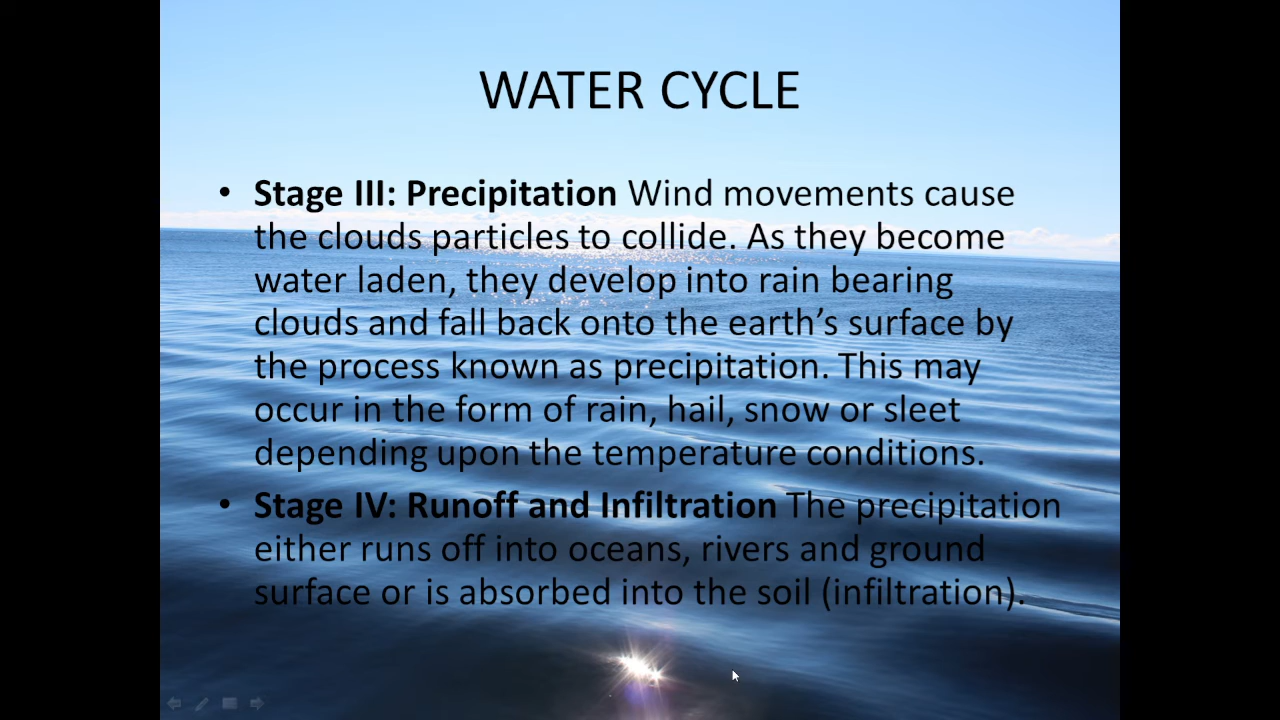 WATER CYCLE
• Stage III: Precipitation Wind movements cause
the clouds particles to collide. As they become
water laden, they develop into rain bearing
clouds and fall back onto the earth’s surface by
the process known as precipitation. This may
occur in the form of rain, hail, snow or sleet
depending upon the temperature conditions.
• Stage IV: Runoff and Infiltration The precipitation
either runs off into oceans, rivers and ground
surface or is absorbed into the soil (infiltration).